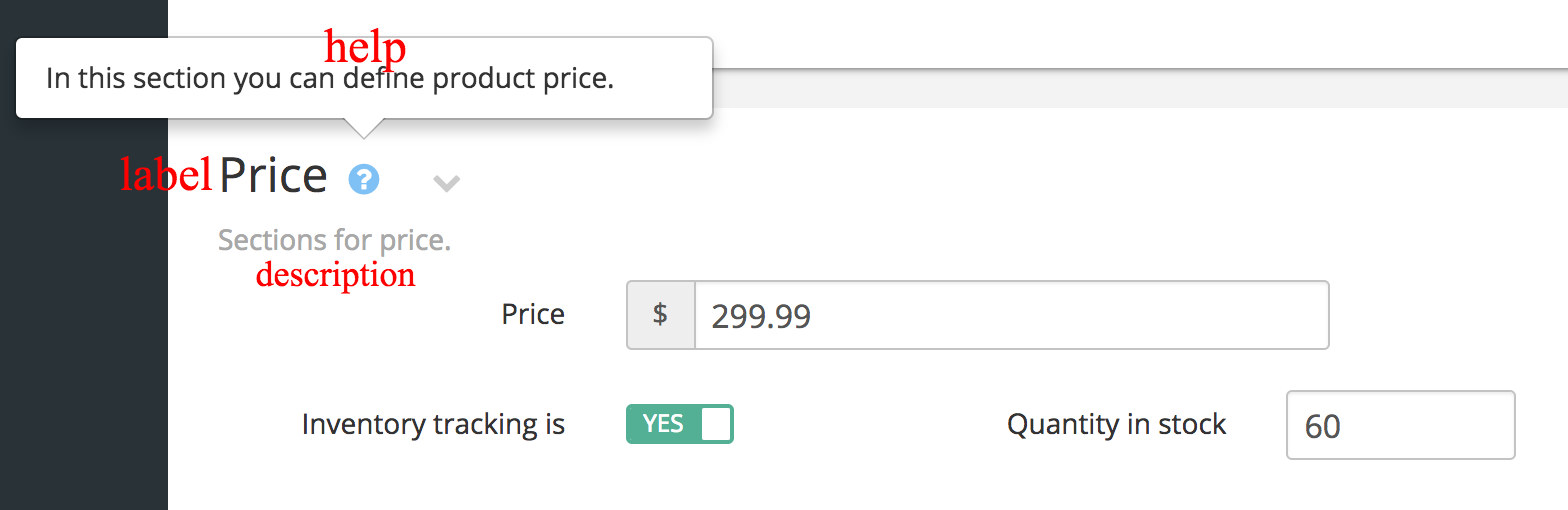 help
In this section you can define product price.
label Price ?
Sections for price.
description
Price $ 299.99
Inventory tracking is YES Quantity in stock 60